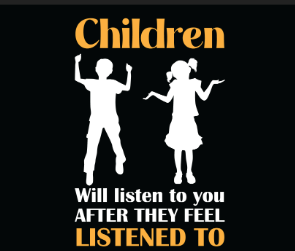 Children
Will listen to you
AFTER THEY FEEL
LISTENED TO